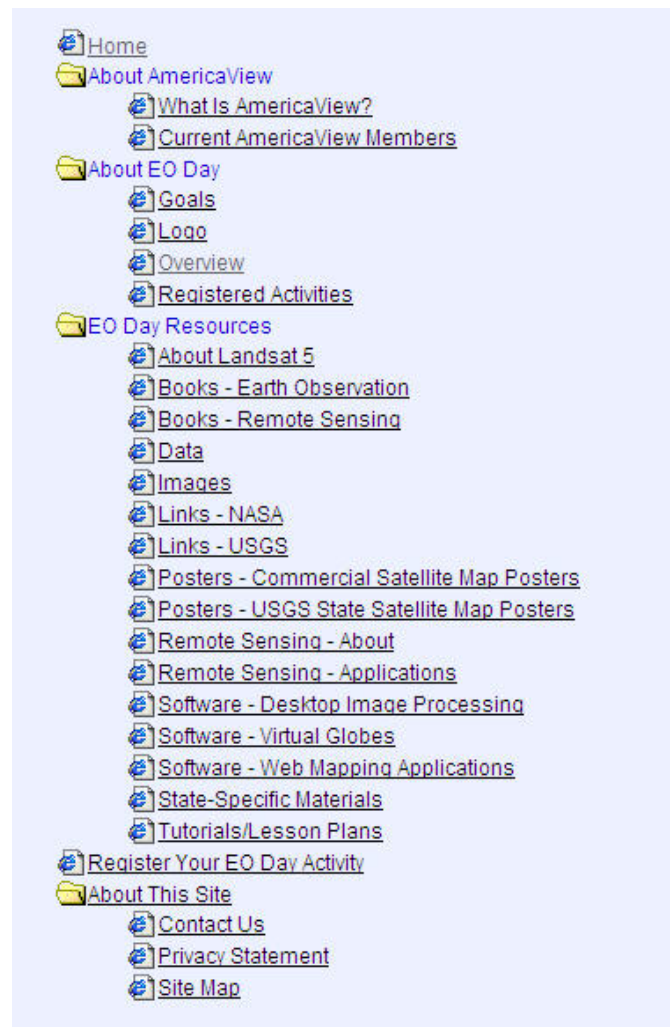 Home
About AmericaView
What Is AmericaView?
Current AmericaView Members
About EO Day
Goals
Logo
Overview
Registered Activities
EO Day Resources
About Landsat 5
Books - Earth Observation
Books - Remote Sensing
Data
Images
Links - NASA
Links - USGS
Posters - Commercial Satellite Map Posters
Posters - USGS State Satellite Map Posters
Remote Sensing - About
Remote Sensing - Applications
Software - Desktop Image Processing
Software - Virtual Globes
Software - Web Mapping Applications
State-Specific Materials
Tutorials/Lesson Plans
Register Your EO Day Activity
About This Site
Contact Us
Privacy Statement
Site Map